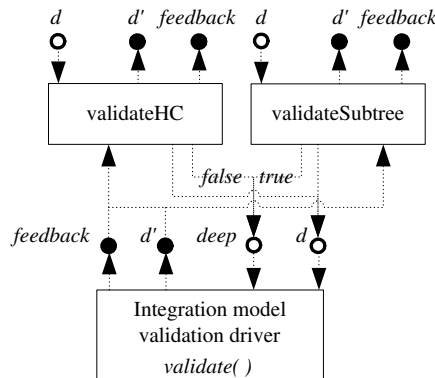 d d' feedback d d' feedback
validateHC validateSubtree
false true
feedback d' deep d
Integration model
validation driver
validate( )